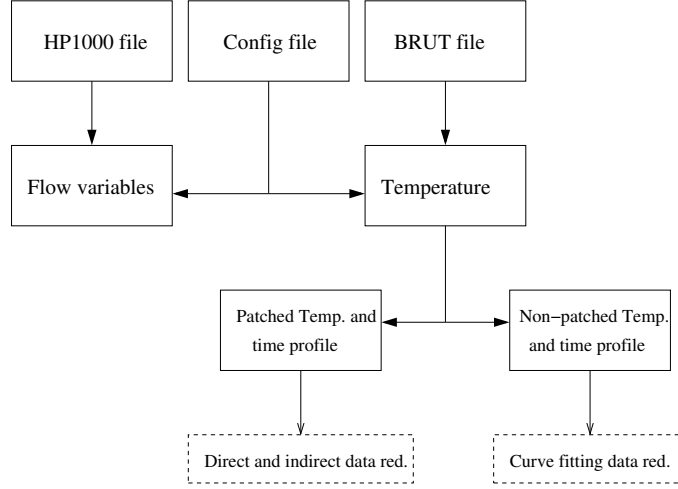 HP1000 file
Config file
BRUT file
Flow variables
Temperature
Patched Temp. and
time profile
Non−patched Temp.
and time profile
Direct and indirect data red.
Curve fitting data red.